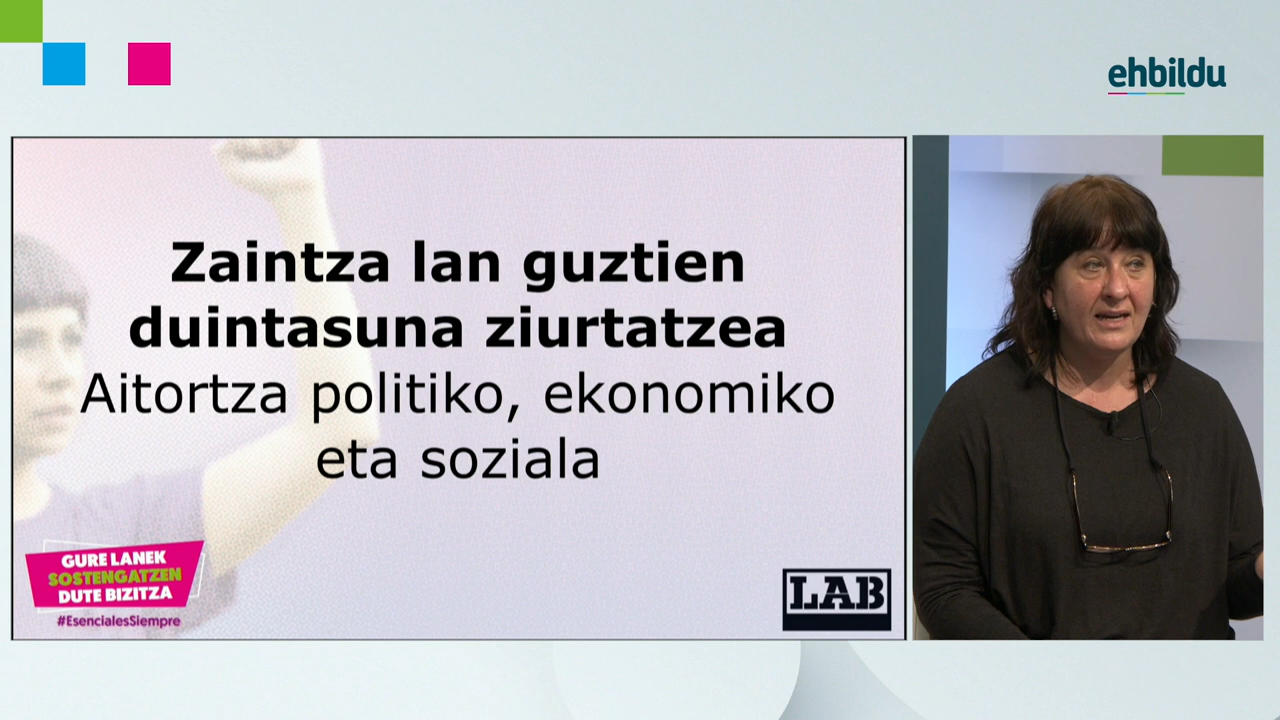 ehbildu
Zaintza lan guztien
duintasuna ziurtatzea
Aitortza politiko, ekonomiko
eta soziala
GURE LANEK
SOSTENGATZEN
DUTE BIZITZA
#EsencialesSiempre
LAB